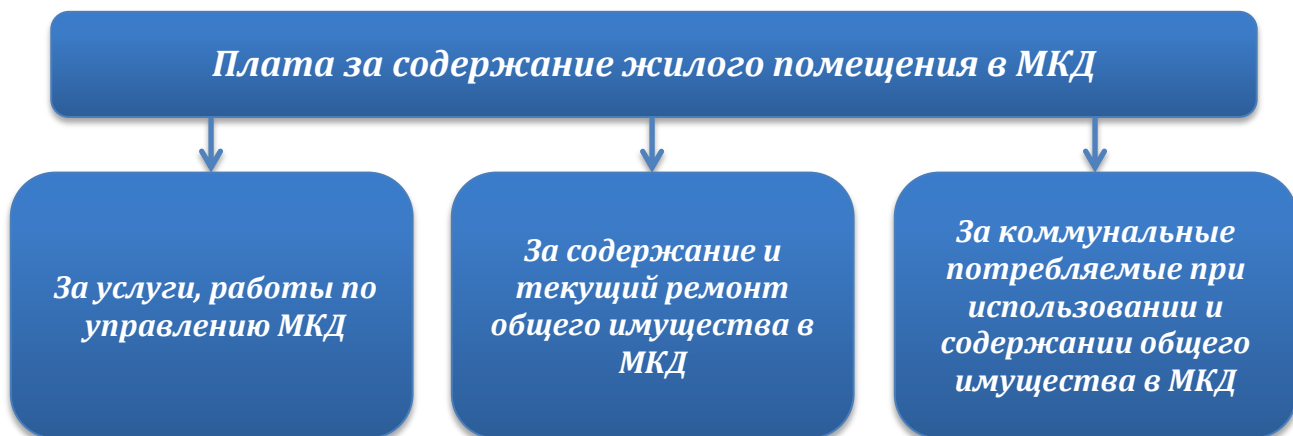 Плата за содержание жилого помещения в МКД
За услуги, работы по
управлению МКД
За содержание и
текущий ремонт
общего имущества в
МКД
За коммунальные
потребляемые при
использовании и
содержании общего
имущества в МКД